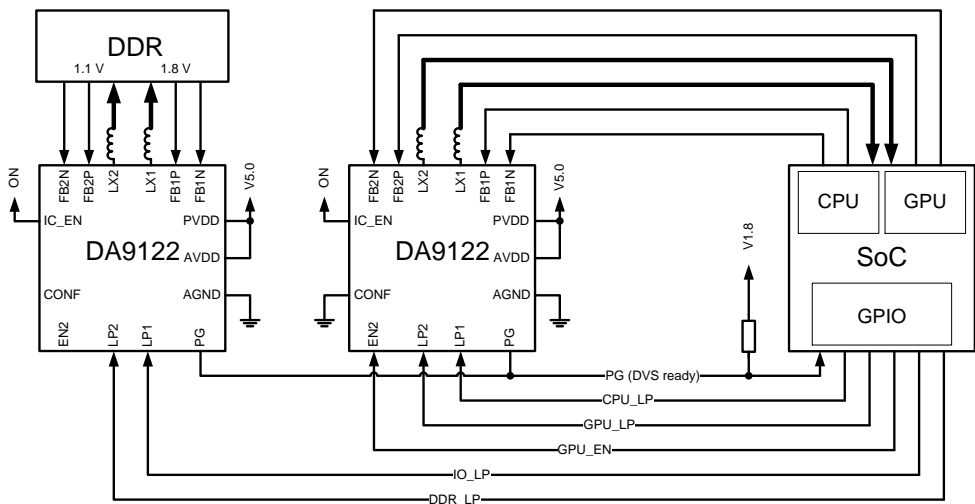 DDR
1.1 V 1.8 V
ON
FB2N
FB2P
LX2
LX1
FB1P
FB1N
V5.0
IC_EN
PVDD
DA9122
AVDD
CONF
AGND
EN2
LP2
LP1
PG
ON
FB2N
FB2P
LX2
LX1
FB1P
FB1N
V5.0
IC_EN
PVDD
DA9122
AVDD
CONF
AGND
EN2
LP2
LP1
PG
V1.8
CPU
GPU
SoC
GPIO
PG (DVS ready)
CPU_LP
GPU_LP
GPU_EN
IO_LP
DDR_LP